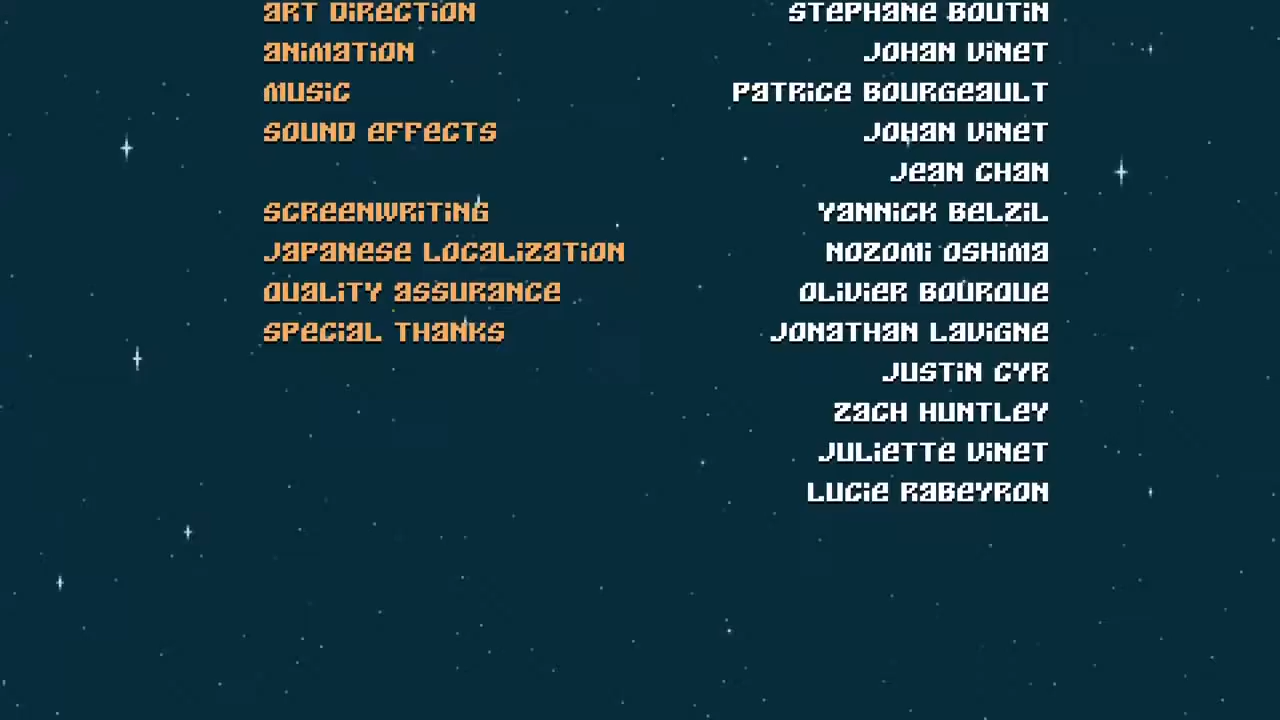 ART DIRECTION STEPHANE BOUTIN
ANIMATION JOHAN VINET
MUSIC PATRICE BOURGEAULT
SOUND EFFECTS JOHAN VINET
JEAN CHAN
SCREENWRITING YANNICK BELZIL
JAPANESE LOCALIZATION NOZOMI OSHIMA
QUALITY ASSURANCE OLIVIER BOURQUE
SPECIAL THANKS JONATHAN LAVIGNE
JUSTIN CYR
ZACH HUNTLEY
JULIETTE VINET
LUCIE RABEYRON